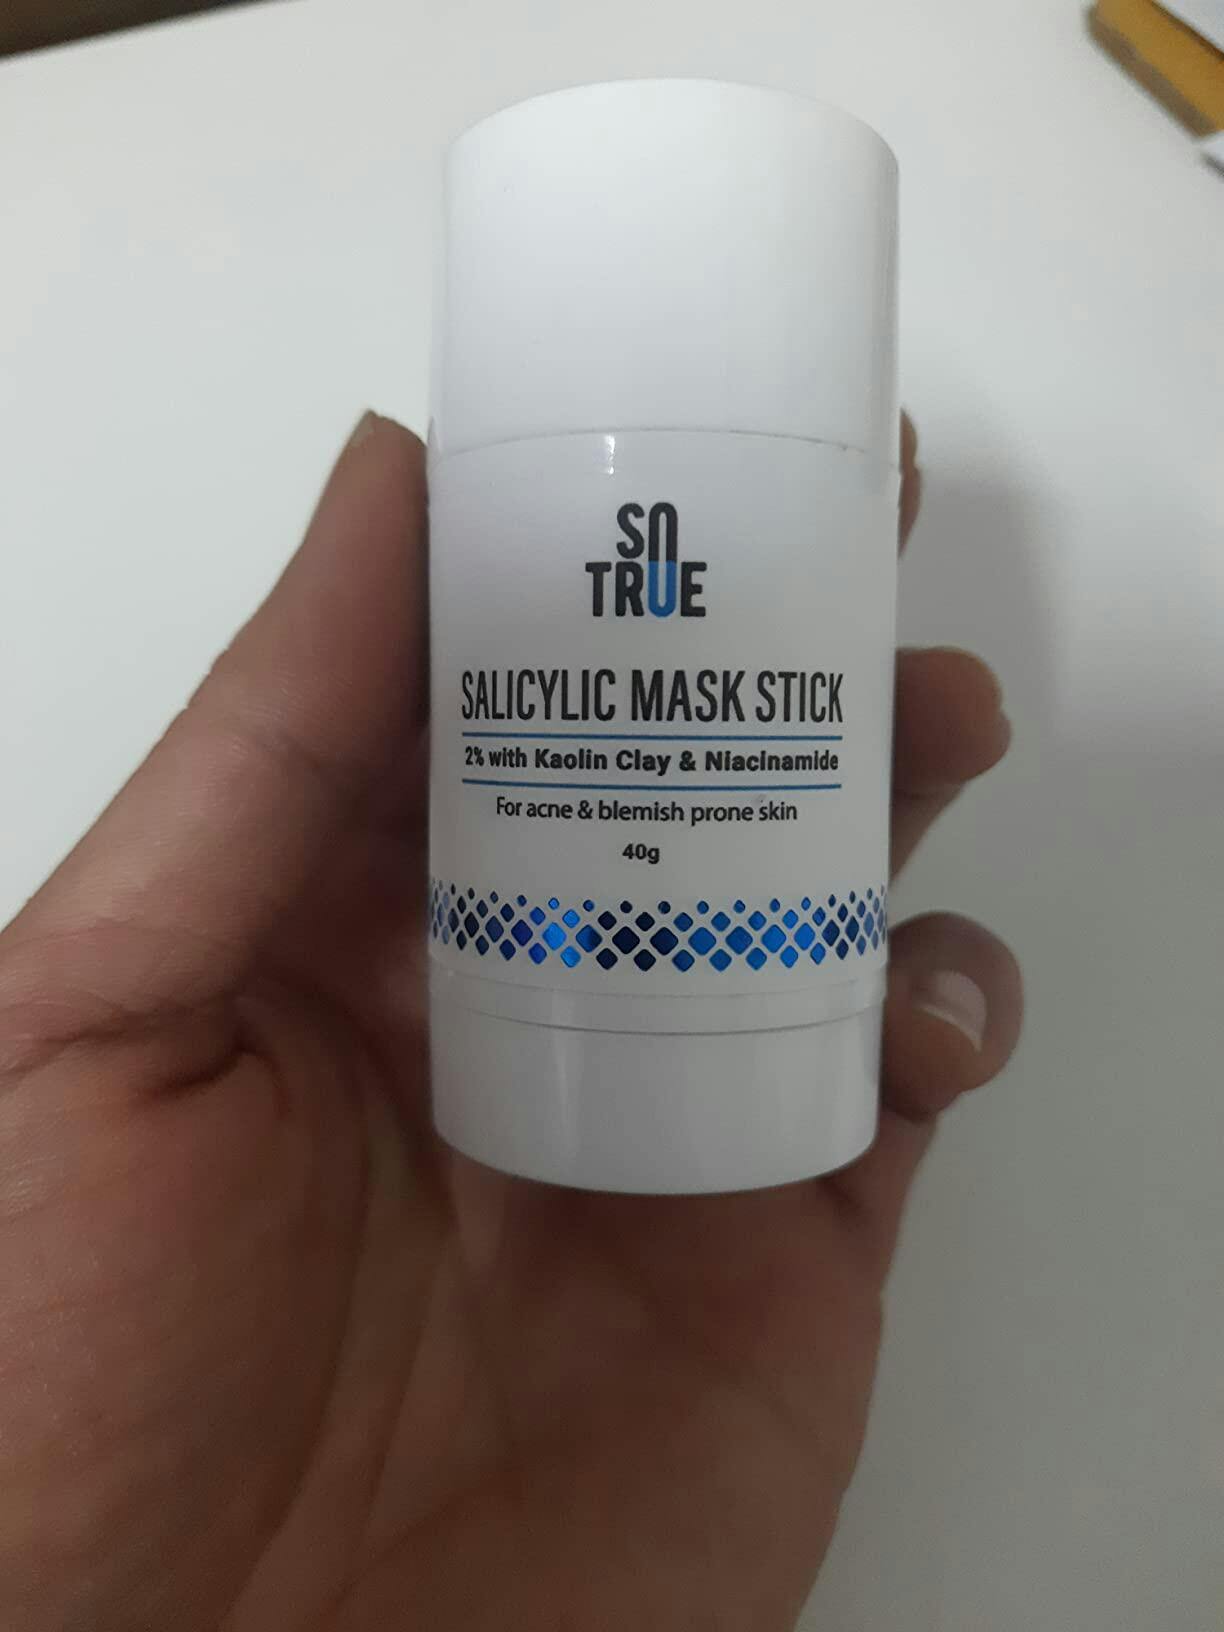 SO
TRUE
SALICYLIC MASK STICK
2% with Kaolin Clay & Niacinamide
For acne & blemish prone skin
40g